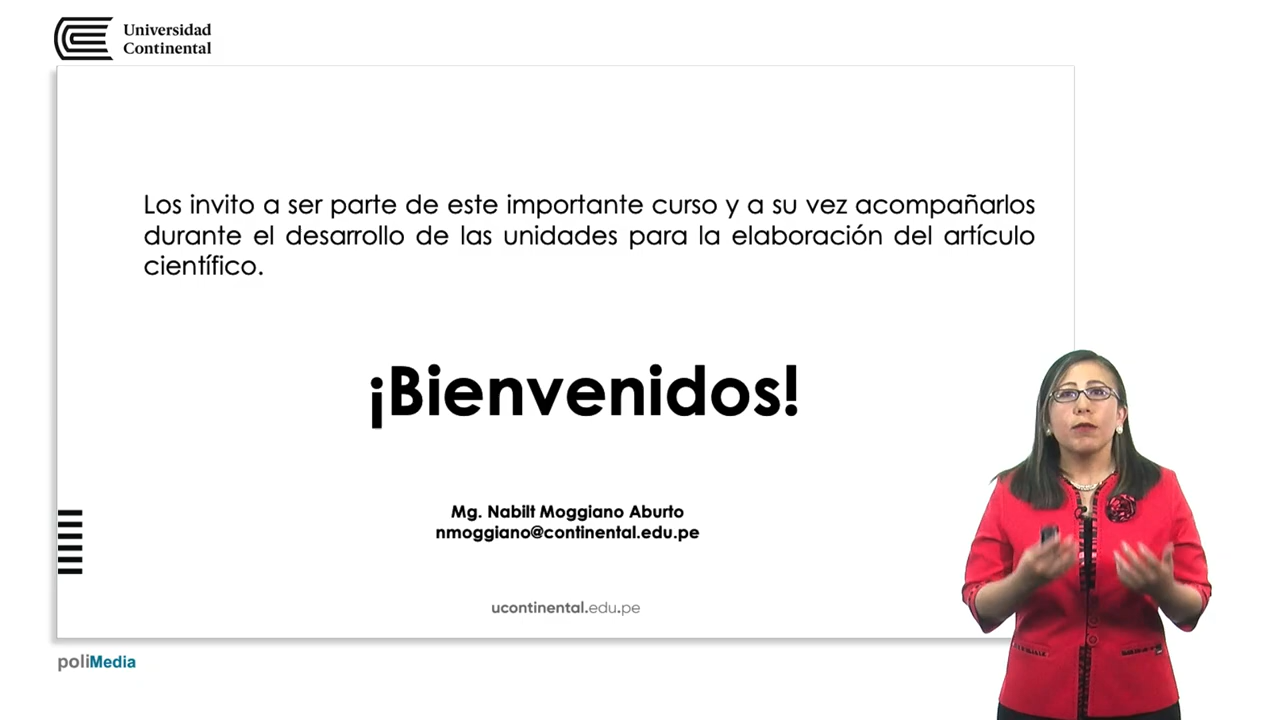 Universidad
Continental
Los invito a ser parte de este importante curso y a su vez acompañarlos
durante el desarrollo de las unidades para la elaboración del artículo
científico.
¡Bienvenidos!
Mg. Nabilt Moggiano Aburto
nmoggiano@continental.edu.pe
ucontinental.edu.pe
poliMedia